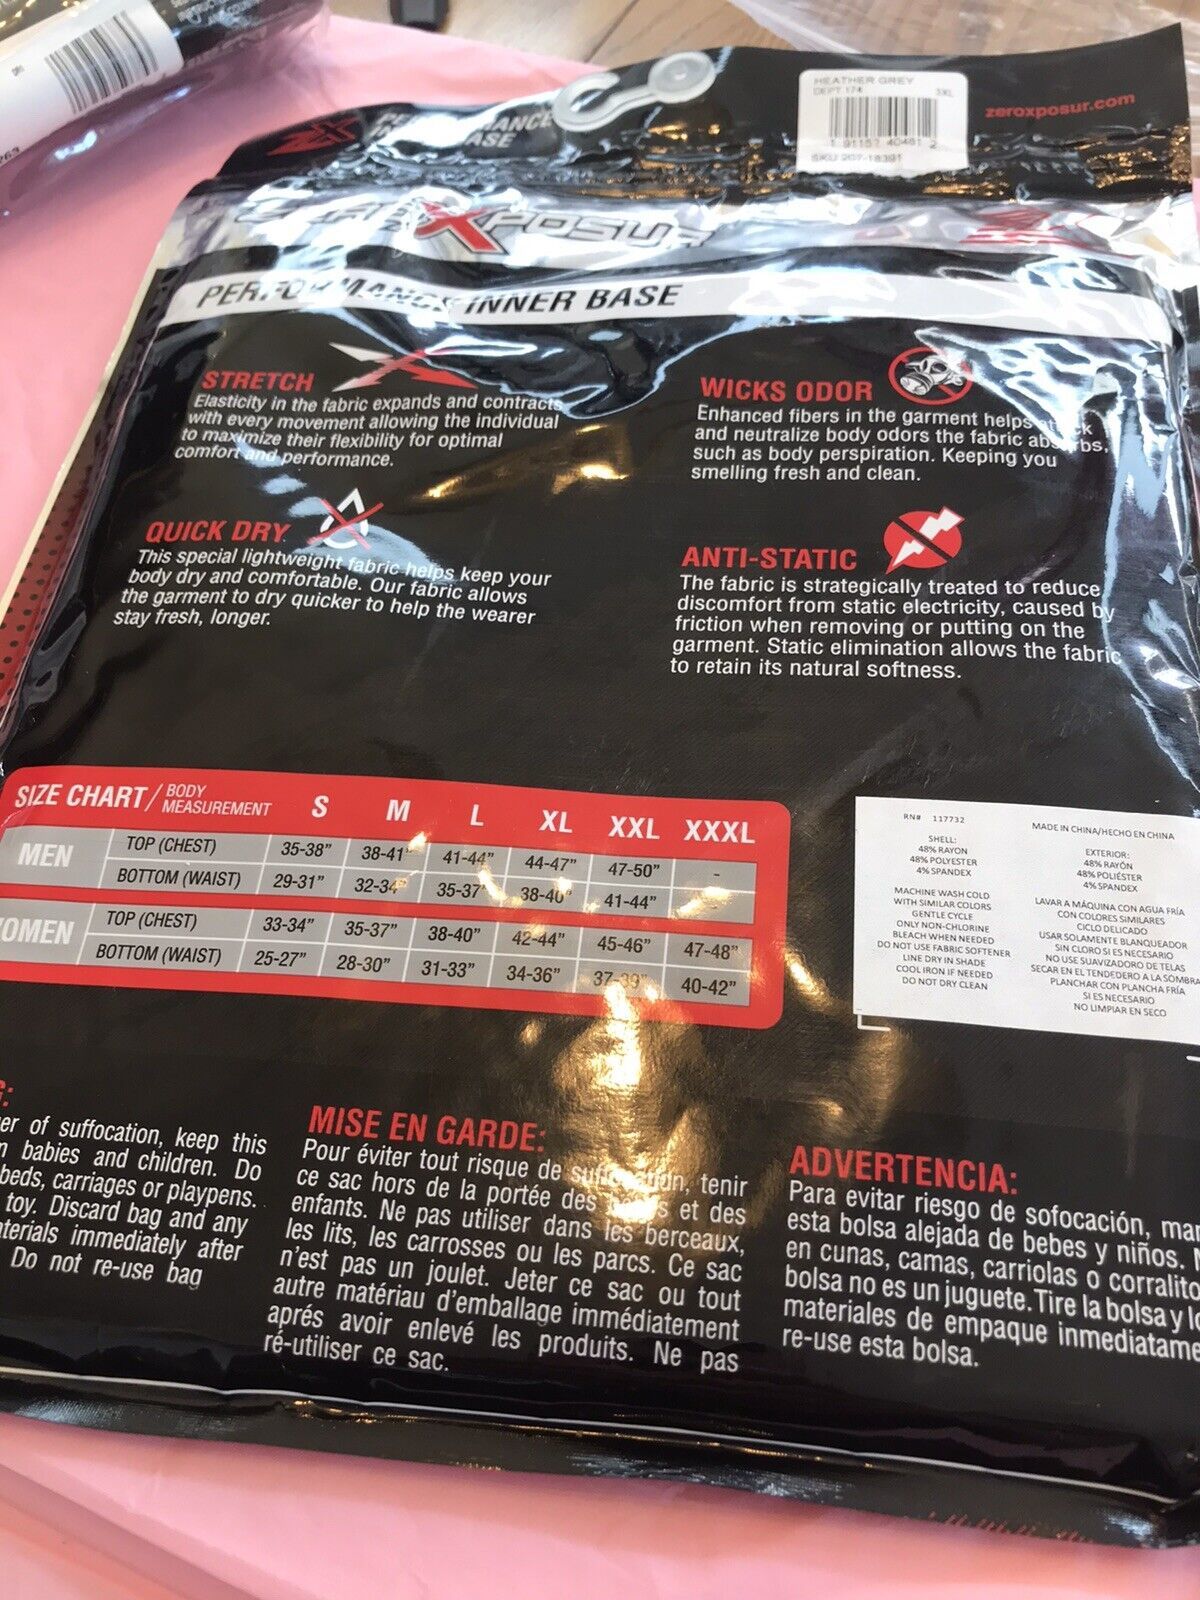 263
HEATHER GREY
DEPT 174 3XL
SKU 207-18391
zeroxposur.com
PERFORMANCE INNER BASE
STRETCH
Elasticity in the fabric expands and contracts
with every movement allowing the individual
to maximize their flexibility for optimal
comfort and performance.
WICKS ODOR
Enhanced fibers in the garment helps
and neutralize body odors the fabric absorbs,
such as body perspiration. Keeping you
smelling fresh and clean.
QUICK DRY
This special lightweight fabric helps keep your
body dry and comfortable. Our fabric allows
the garment to dry quicker to help the wearer
stay fresh, longer.
ANTI-STATIC
The fabric is strategically treated to reduce
discomfort from static electricity, caused by
friction when removing or putting on the
garment. Static elimination allows the fabric
to retain its natural softness.
SIZE CHART/ BODY MEASUREMENT S M L XL XXL XXXL
MEN TOP (CHEST) 35-38" 38-41" 41-44" 44-47" 47-50" -
BOTTOM (WAIST) 29-31" 32-34" 35-37" 38-40" 41-44"
OMEN TOP (CHEST) 33-34" 35-37" 38-40" 42-44" 45-46" 47-48"
BOTTOM (WAIST) 25-27" 28-30" 31-33" 34-36" 37-39" 40-42"
RN# 117732
SHELL:
48% RAYON
48% POLYESTER
4% SPANDEX
MACHINE WASH COLD
WITH SIMILAR COLORS
GENTLE CYCLE
ONLY NON-CHLORINE
BLEACH WHEN NEEDED
DO NOT USE FABRIC SOFTENER
LINE DRY IN SHADE
COOL IRON IF NEEDED
DO NOT DRY CLEAN
MADE IN CHINA/HECHO EN CHINA
EXTERIOR:
48% RAYÓN
48% POLIÉSTER
4% SPANDEX
LAVAR A MÁQUINA CON AGUA FRÍA
CON COLORES SIMILARES
CICLO DELICADO
USAR SOLAMENTE BLANQUEADOR
SIN CLORO SI ES NECESARIO
NO USE SUAVIZADOR DE TELAS
SECAR EN EL TENDEDERO A LA SOMBRA
PLANCHAR CON PLANCHA FRÍA
SI ES NECESARIO
NO LIMPIAR EN SECO
G:
er of suffocation, keep this
babies and children. Do
beds, carriages or playpens.
toy. Discard bag and any
aterials immediately after
Do not re-use bag
MISE EN GARDE:
Pour éviter tout risque de suffocation, tenir
ce sac hors de la portée des et des
enfants. Ne pas utiliser dans les berceaux,
les lits, les carrosses ou les parcs. Ce sac
n'est pas un joulet. Jeter ce sac ou tout
autre matériau d'emballage immédiatement
aprés avoir enlevé les produits. Ne pas
ré-utiliser ce sac.
ADVERTENCIA:
Para evitar riesgo de sofocación, man
esta bolsa alejada de bebes y niños.
en cunas, camas, carriolas o corralito
bolsa no es un juguete. Tire la bolsa y lo
materiales de empaque inmediatame
re-use esta bolsa.